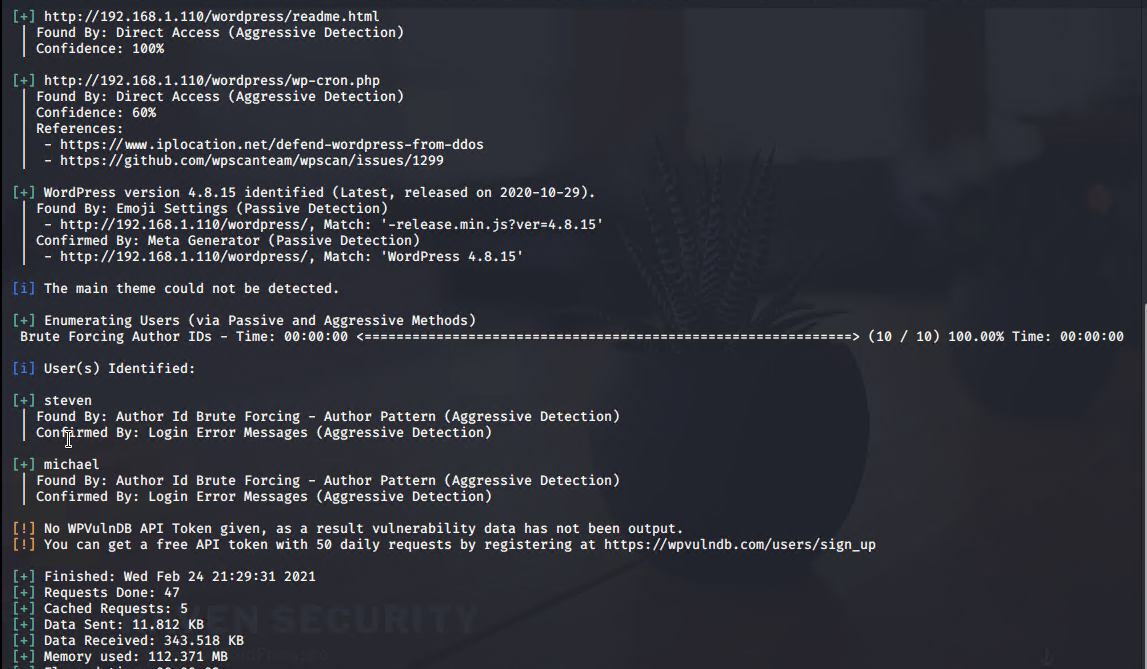 [+] http://192.168.1.110/wordpress/readme.html
| Found By: Direct Access (Aggressive Detection)
| Confidence: 100%
[+] http://192.168.1.110/wordpress/wp-cron.php
| Found By: Direct Access (Aggressive Detection)
| Confidence: 60%
| References:
|  - https://www.iplocation.net/defend-wordpress-from-ddos
|  - https://github.com/wpscanteam/wpscan/issues/1299
[+] WordPress version 4.8.15 identified (Latest, released on 2020-10-29).
| Found By: Emoji Settings (Passive Detection)
|  - http://192.168.1.110/wordpress/, Match: '-release.min.js?ver=4.8.15'
| Confirmed By: Meta Generator (Passive Detection)
|  - http://192.168.1.110/wordpress/, Match: 'WordPress 4.8.15'
[i] The main theme could not be detected.
[+] Enumerating Users (via Passive and Aggressive Methods)
Brute Forcing Author IDs - Time: 00:00:00 <==============================================================> (10 / 10) 100.00% Time: 00:00:00
[i] User(s) Identified:
[+] steven
| Found By: Author Id Brute Forcing - Author Pattern (Aggressive Detection)
| Confirmed By: Login Error Messages (Aggressive Detection)
[+] michael
| Found By: Author Id Brute Forcing - Author Pattern (Aggressive Detection)
| Confirmed By: Login Error Messages (Aggressive Detection)
[!] No WPVulnDB API Token given, as a result vulnerability data has not been output.
[!] You can get a free API token with 50 daily requests by registering at https://wpvulndb.com/users/sign_up
[+] Finished: Wed Feb 24 21:29:31 2021
[+] Requests Done: 47
[+] Cached Requests: 5
[+] Data Sent: 11.812 KB
[+] Data Received: 343.518 KB
[+] Memory used: 112.371 MB
SECURITY